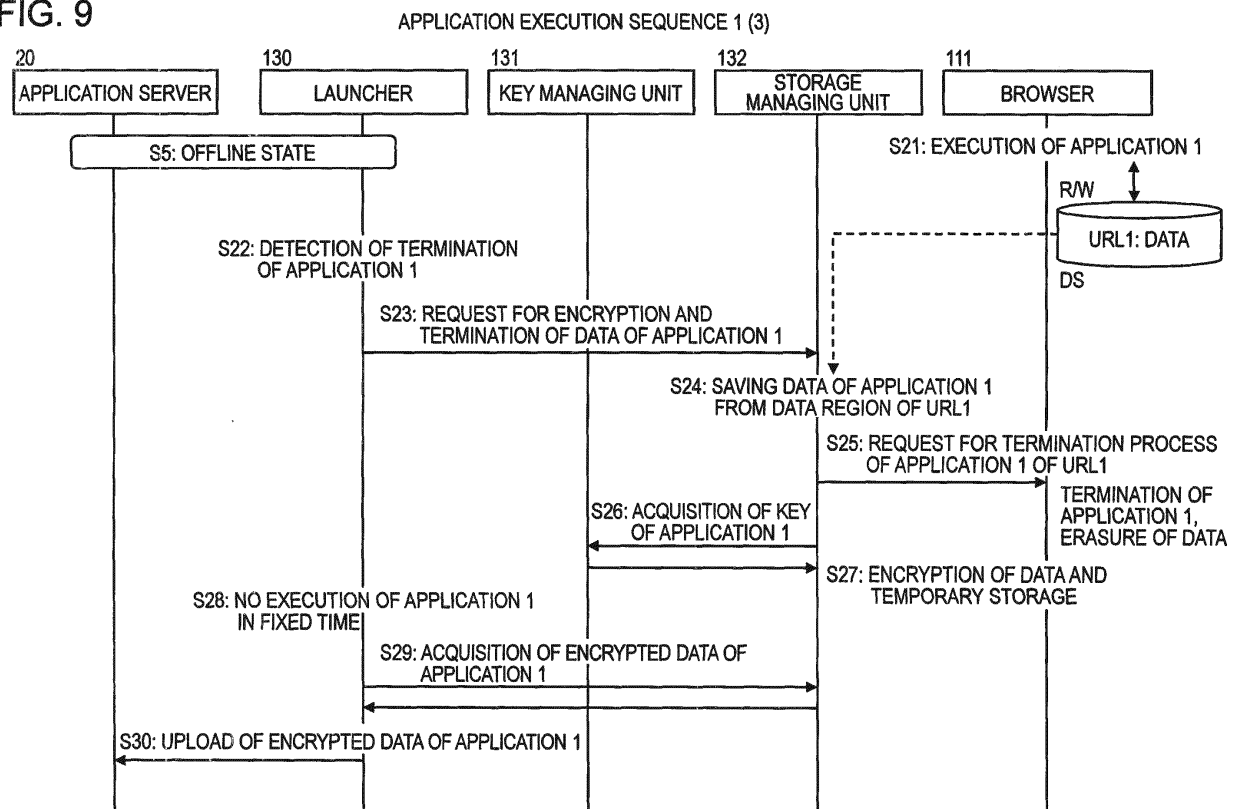 FIG. 9
APPLICATION EXECUTION SEQUENCE 1 (3)
20
130
131
132
111
APPLICATION SERVER
LAUNCHER
KEY MANAGING UNIT
STORAGE
MANAGING UNIT
BROWSER
S5: OFFLINE STATE
S21: EXECUTION OF APPLICATION 1
R/W
URL1: DATA
DS
S22: DETECTION OF TERMINATION
OF APPLICATION 1
S23: REQUEST FOR ENCRYPTION AND
TERMINATION OF DATA OF APPLICATION 1
S24: SAVING DATA OF APPLICATION 1
FROM DATA REGION OF URL1
S25: REQUEST FOR TERMINATION PROCESS
OF APPLICATION 1 OF URL1
TERMINATION OF
APPLICATION 1,
ERASURE OF DATA
S26: ACQUISITION OF KEY
OF APPLICATION 1
S27: ENCRYPTION OF DATA AND
TEMPORARY STORAGE
S28: NO EXECUTION OF APPLICATION 1
IN FIXED TIME
S29: ACQUISITION OF ENCRYPTED DATA OF
APPLICATION 1
S30: UPLOAD OF ENCRYPTED DATA OF APPLICATION 1